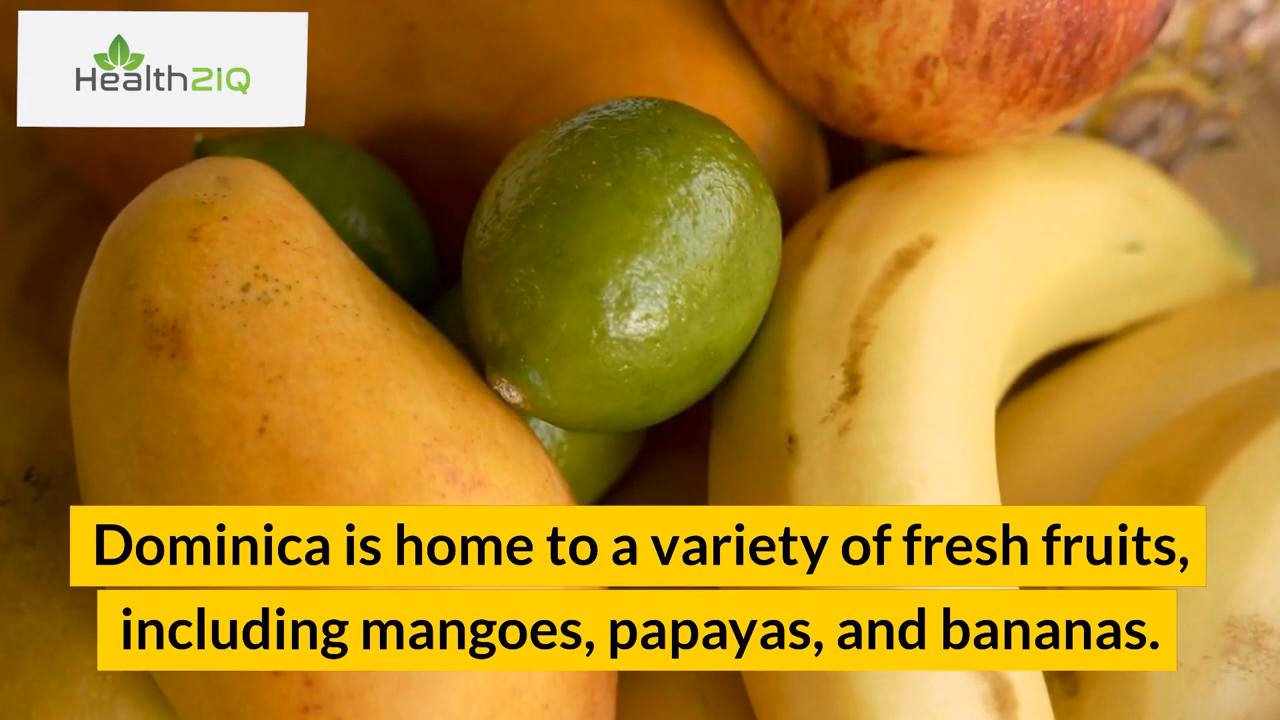 Health2IQ
Dominica is home to a variety of fresh fruits,
including mangoes, papayas, and bananas.